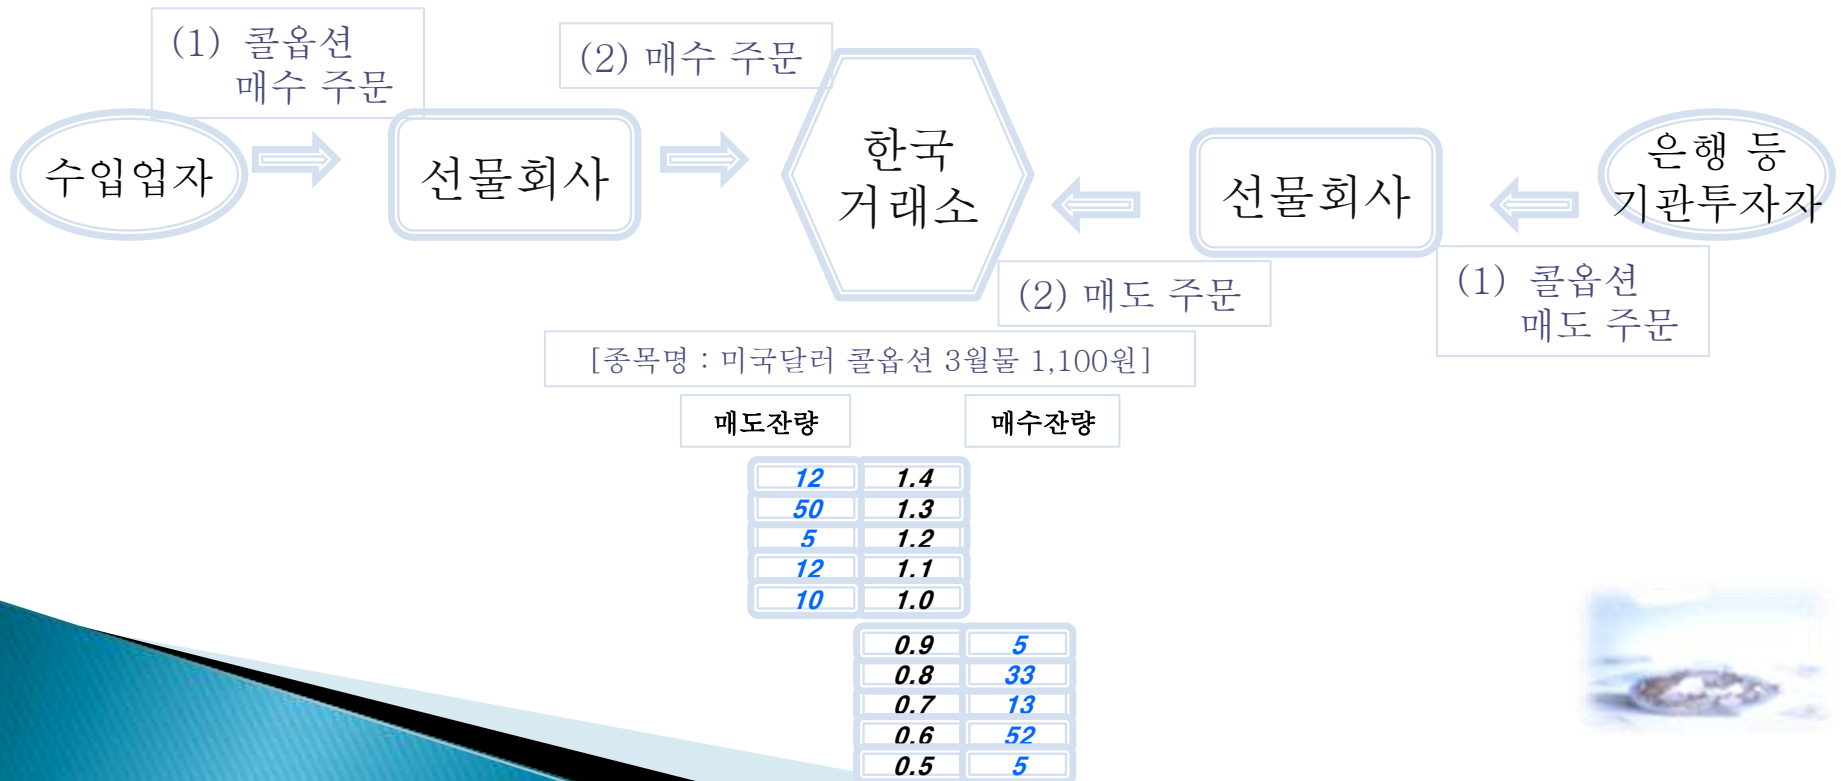 (1) 콜옵션
매수 주문
(2) 매수 주문
수입업자
선물회사
한국
거래소
선물회사
은행 등
기관투자자
(2) 매도 주문
(1) 콜옵션
매도 주문
[종목명 : 미국달러 콜옵션 3월물 1,100원]
매도잔량 매수잔량
12 1.4
50 1.3
5 1.2
12 1.1
10 1.0
0.9 5
0.8 33
0.7 13
0.6 52
0.5 5